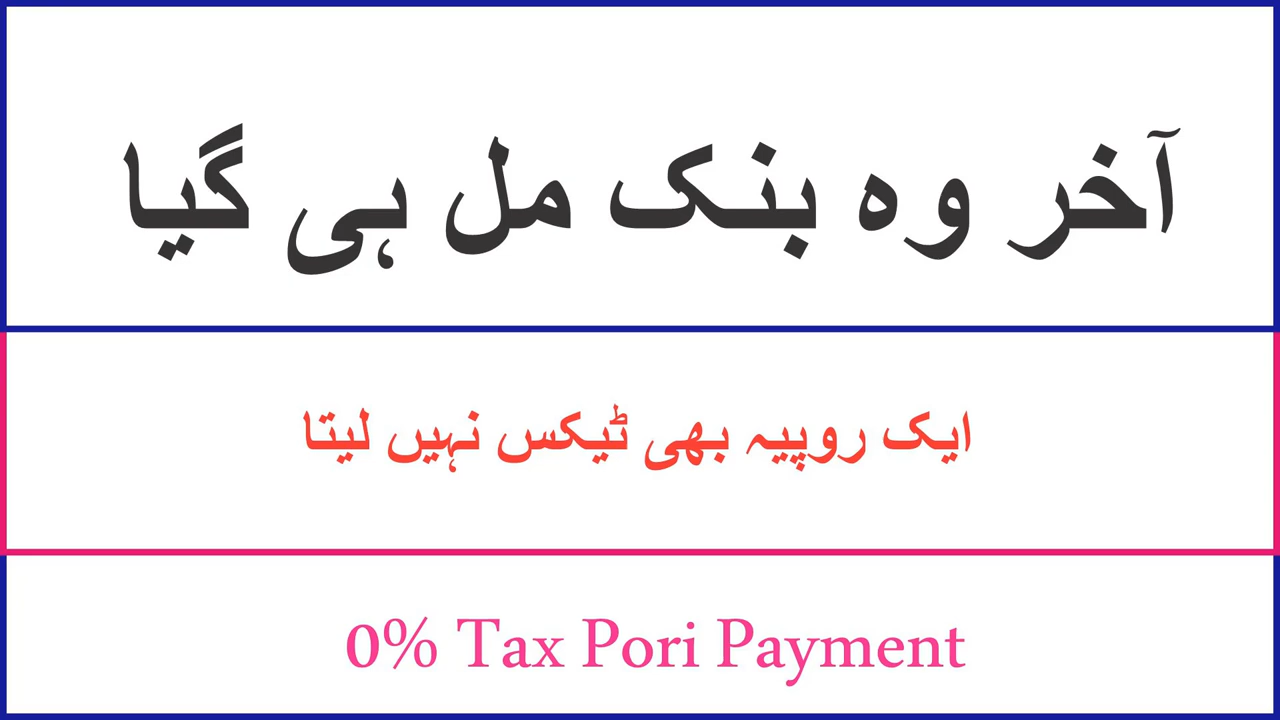 آخر وہ بنک مل ہی گیا
ایک روپیہ بھی ٹیکس نہیں لیتا
0% Tax Pori Payment